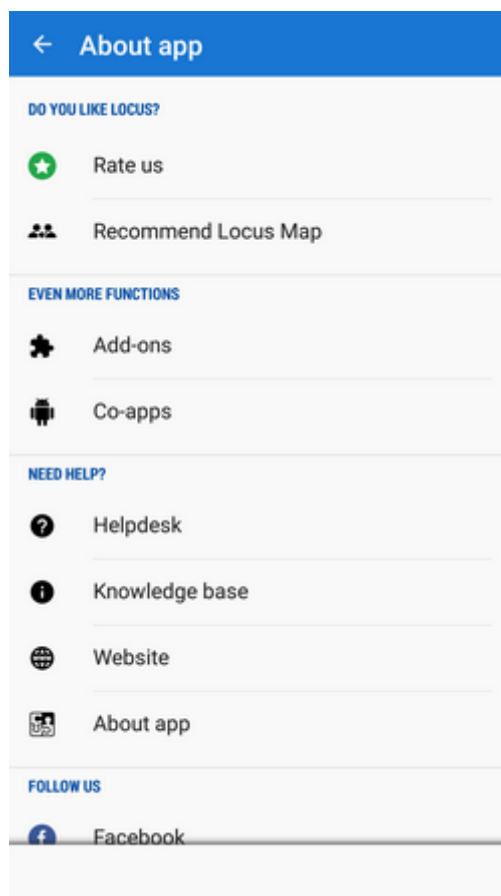 About app
DO YOU LIKE LOCUS?
Rate us
Recommend Locus Map
EVEN MORE FUNCTIONS
Add-ons
Co-apps
NEED HELP?
Helpdesk
Knowledge base
Website
About app
FOLLOW US
Facebook